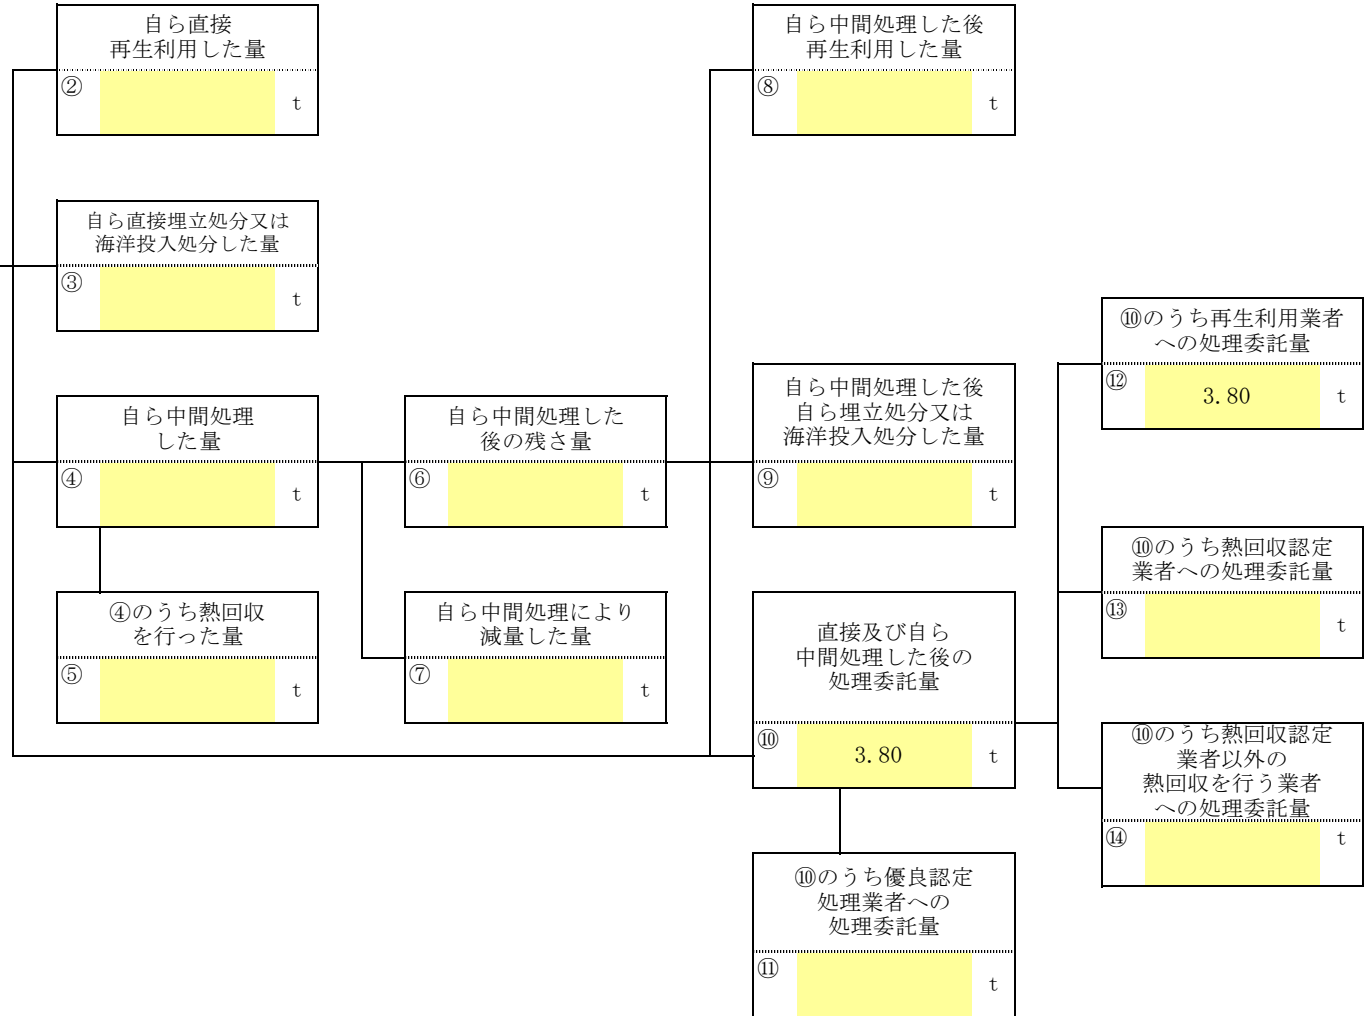 自ら直接
再生利用した量
②
t
自ら直接埋立処分又は
海洋投入処分した量
③
t
自ら中間処理
した量
④
t
④のうち熱回収
を行った量
⑤
t
自ら中間処理した
後の残さ量
⑥
t
自ら中間処理により
減量した量
⑦
t
自ら中間処理した後
再生利用した量
⑧
t
自ら中間処理した後
自ら埋立処分又は
海洋投入処分した量
⑨
t
直接及び自ら
中間処理した後の
処理委託量
⑩ 3.80 t
⑩のうち優良認定
処理業者への
処理委託量
⑪
t
⑩のうち再生利用業者
への処理委託量
⑫ 3.80 t
⑩のうち熱回収認定
業者への処理委託量
⑬
t
⑩のうち熱回収認定
業者以外の
熱回収を行う業者
への処理委託量
⑭
t